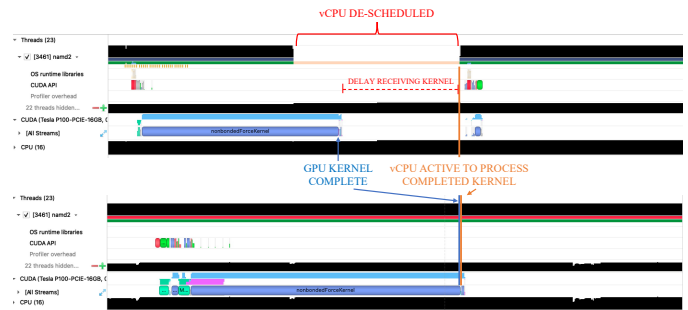 vCPU DE-SCHEDULED
Threads (23)
[3461] namd2
OS runtime libraries
CUDA API
Profiler overhead
22 threads hidden...
DELAY RECEIVING KERNEL
CUDA (Tesla P100-PCIE-16GB, 0
[All Streams]
nonbondedForceKernel
CPU (16)
GPU KERNEL
COMPLETE
vCPU ACTIVE TO PROCESS
COMPLETED KERNEL
Threads (23)
[3461] namd2
OS runtime libraries
CUDA API
Profiler overhead
22 threads hidden...
CUDA (Tesla P100-PCIE-16GB, 0
[All Streams]
... M... nonbondedForceKernel
CPU (16)